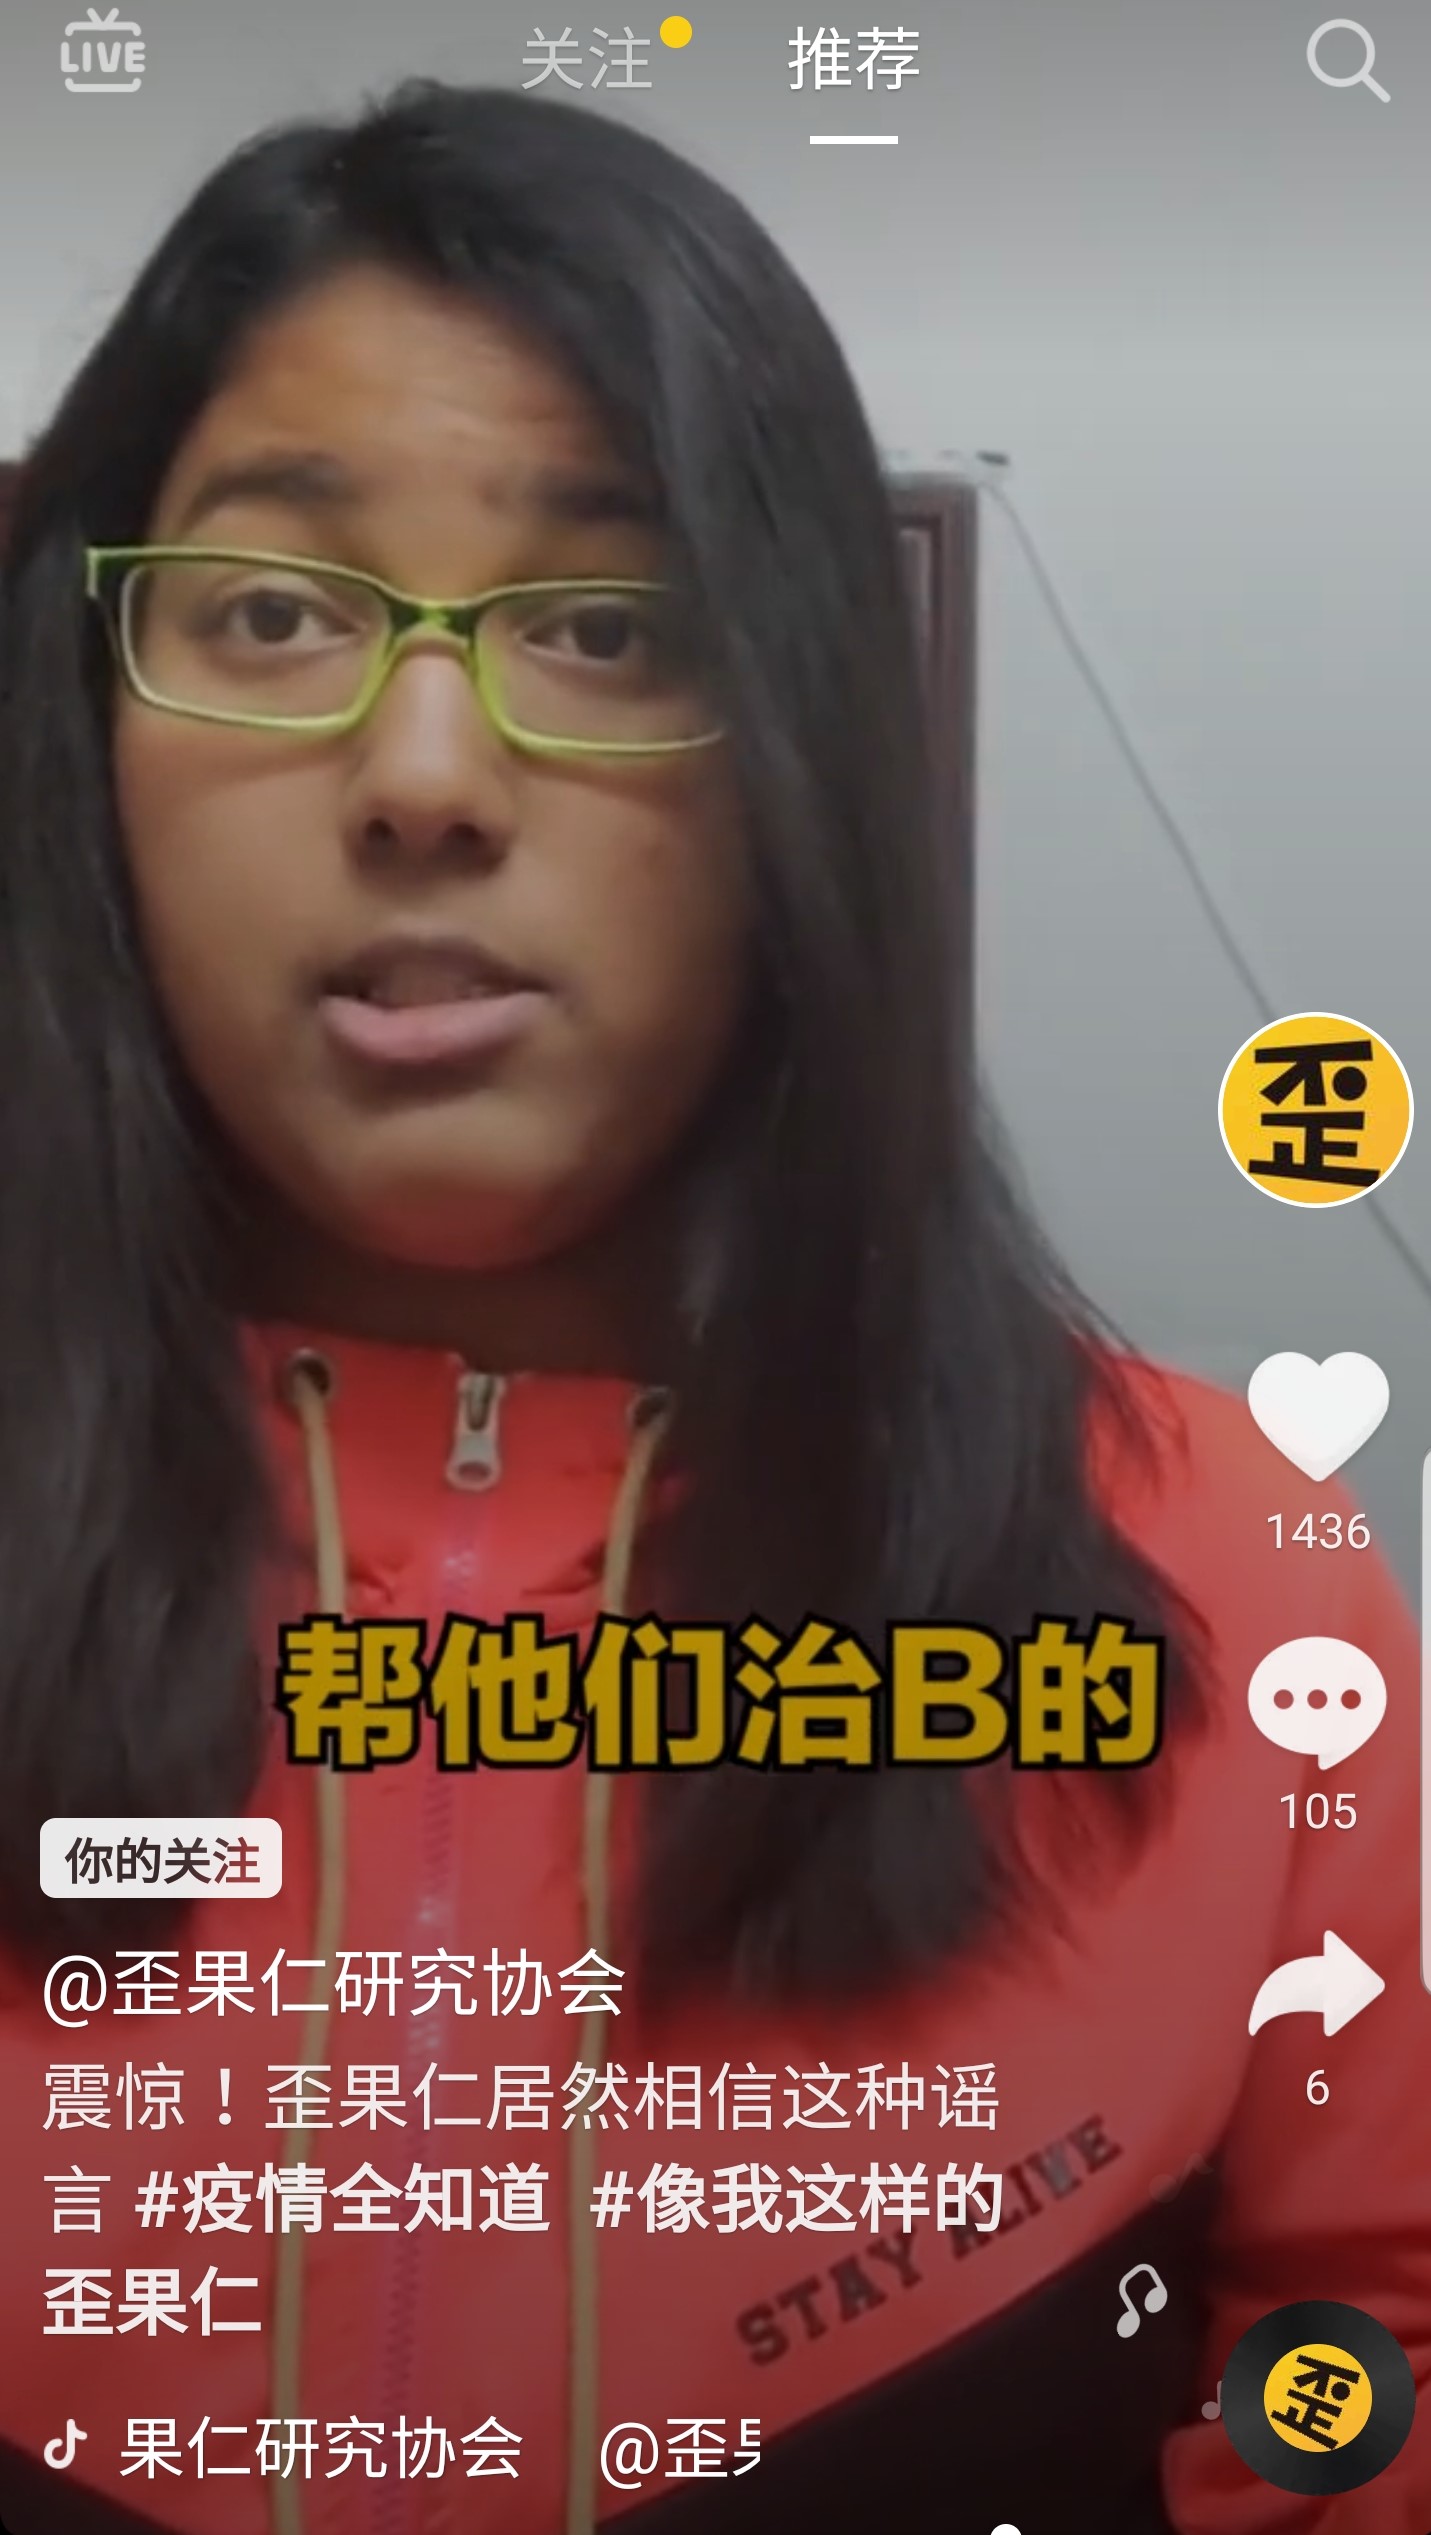 LIVE
关注 推荐
歪
1436
帮他们治B的
105
你的关注
@歪果仁研究协会
6
震惊！歪果仁居然相信这种谣
言 #疫情全知道 #像我这样的
歪果仁
STAY ALIVE
歪
果仁研究协会 @歪